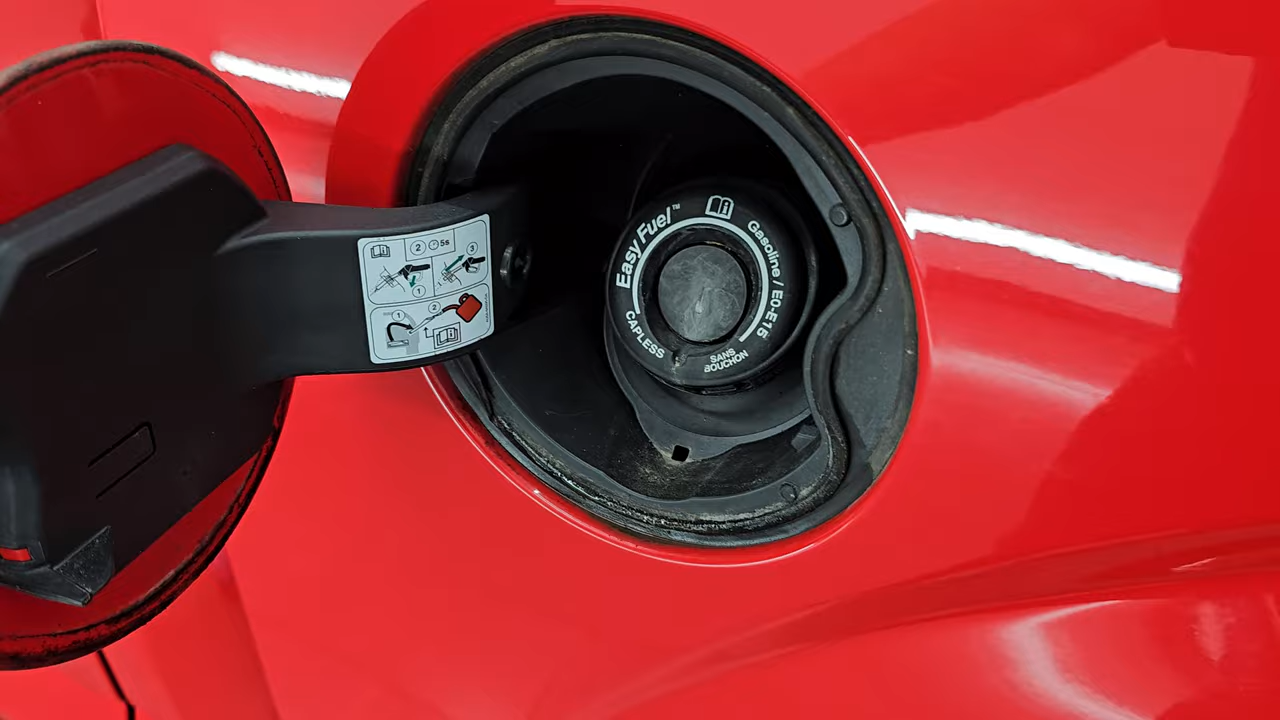 2 5s 3
1
1 2
Easy Fuel™
Gasoline / E0-E15
CAPLESS
SANS
BOUCHON